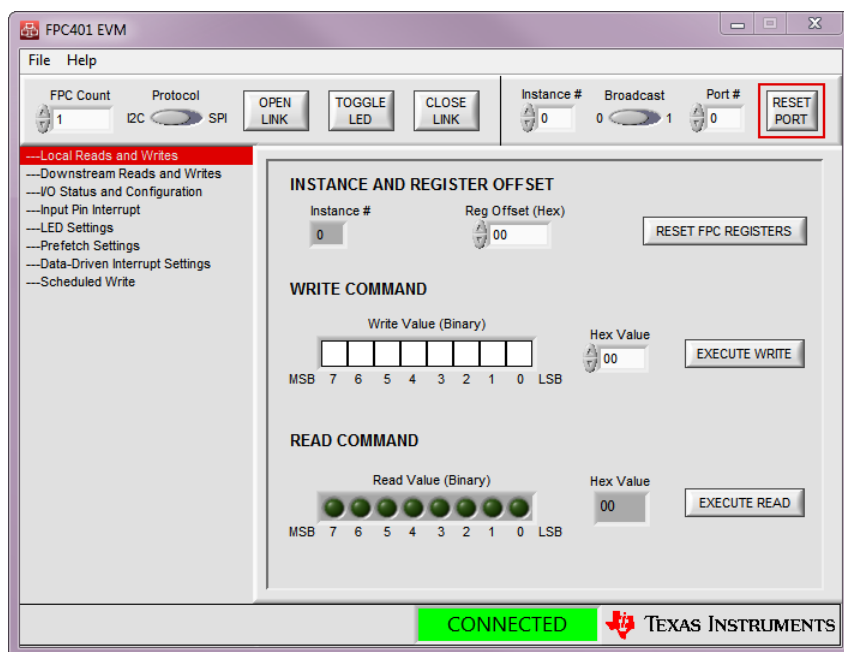 FPC401 EVM
File Help
FPC Count Protocol Instance # Broadcast Port #
1 I2C SPI OPEN LINK TOGGLE LED CLOSE LINK 0 0 1 0 RESET PORT
---Local Reads and Writes
---Downstream Reads and Writes
---I/O Status and Configuration
---Input Pin Interrupt
---LED Settings
---Prefetch Settings
---Data-Driven Interrupt Settings
---Scheduled Write
INSTANCE AND REGISTER OFFSET
Instance # Reg Offset (Hex)
0 00 RESET FPC REGISTERS
WRITE COMMAND
Write Value (Binary) Hex Value
00 EXECUTE WRITE
MSB 7 6 5 4 3 2 1 0 LSB
READ COMMAND
Read Value (Binary) Hex Value
00 EXECUTE READ
MSB 7 6 5 4 3 2 1 0 LSB
CONNECTED TEXAS INSTRUMENTS